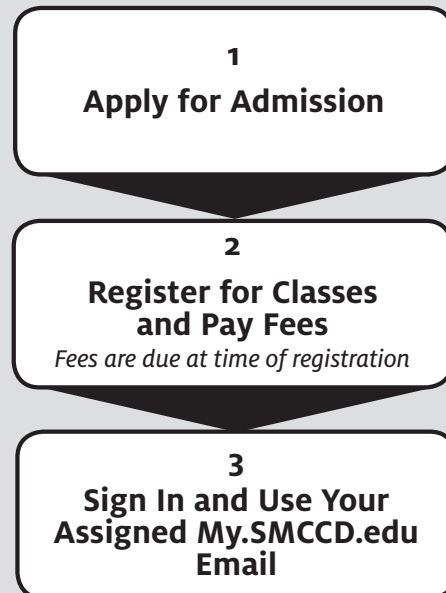 1
Apply for Admission
2
Register for Classes
and Pay Fees
Fees are due at time of registration
3
Sign In and Use Your
Assigned My.SMCCD.edu
Email